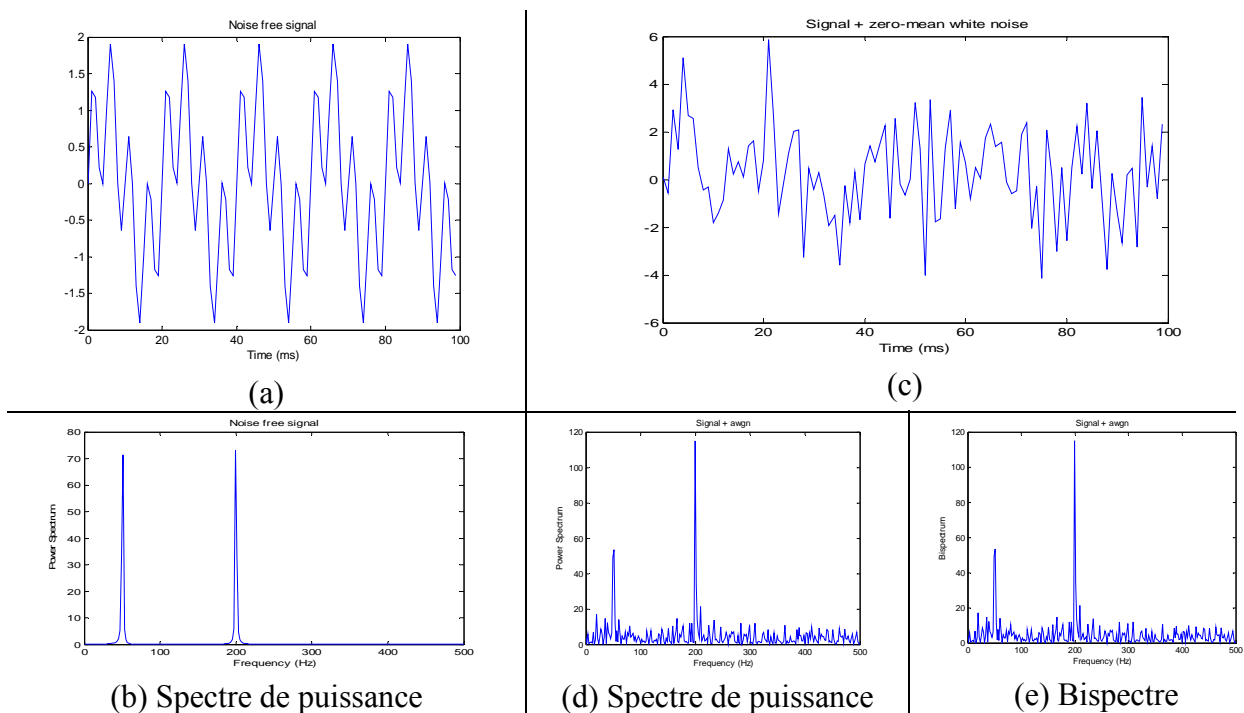 Noise free signal
2
1.5
1
0.5
0
-0.5
-1
-1.5
-2
0 20 40 60 80 100
Time (ms)
(a)
Signal + zero-mean white noise
6
4
2
0
-2
-4
-6
0 20 40 60 80 100
Time (ms)
(c)
Noise free signal
80
70
60
50
40
30
20
10
0
Power Spectrum
0 100 200 300 400 500
Frequency (Hz)
(b) Spectre de puissance
Signal + awgn
120
100
80
60
40
20
0
Power Spectrum
0 100 200 300 400 500
Frequency (Hz)
(d) Spectre de puissance
Signal + awgn
120
100
80
60
40
20
0
Bispectrum
0 100 200 300 400 500
Frequency (Hz)
(e) Bispectre